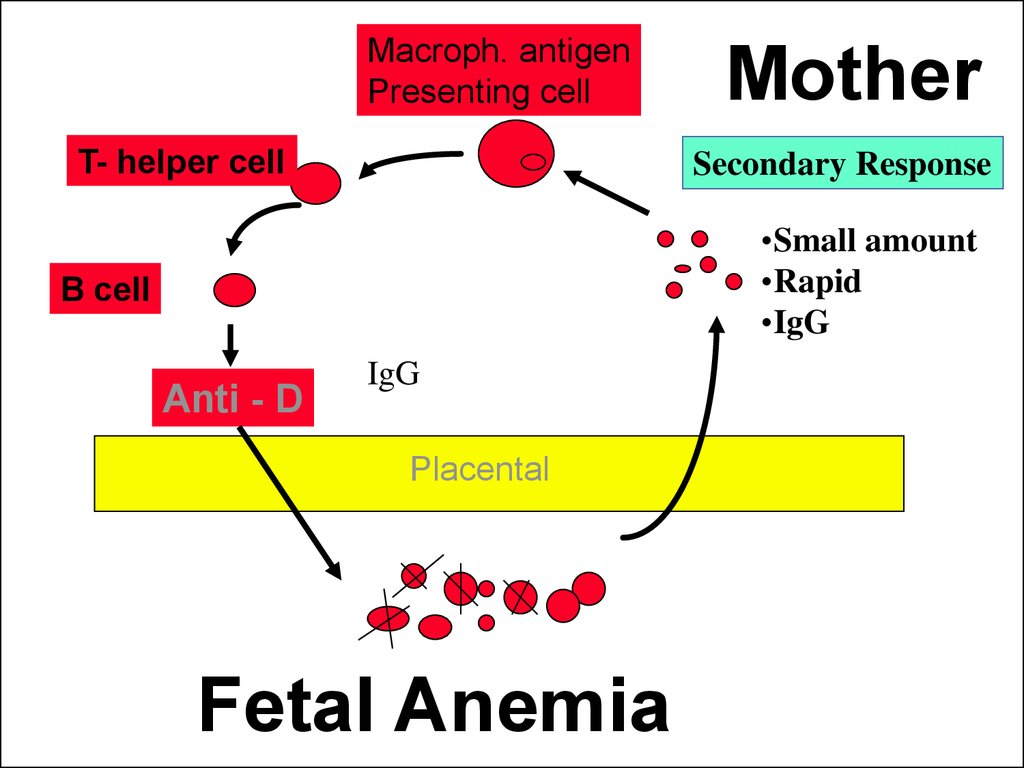 Macroph. antigen
Presenting cell
Mother
T- helper cell
Secondary Response
•Small amount
•Rapid
•IgG
B cell
IgG
Anti - D
Placental
Fetal Anemia